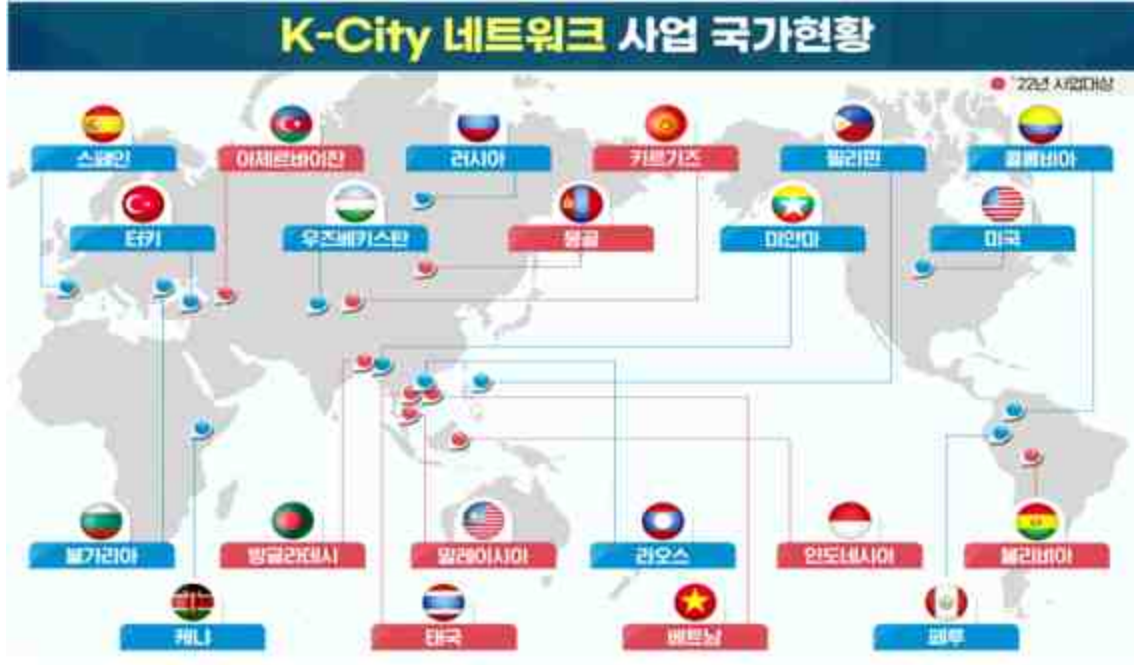 K-City 네트워크 사업 국가현황
'22년 사업대상
스페인
아제르바이잔
러시아
키르기즈
필리핀
콜롬비아
터키
우즈베키스탄
몽골
미얀마
미국
불가리아
방글라데시
말레이시아
라오스
인도네시아
볼리비아
케냐
태국
베트남
페루